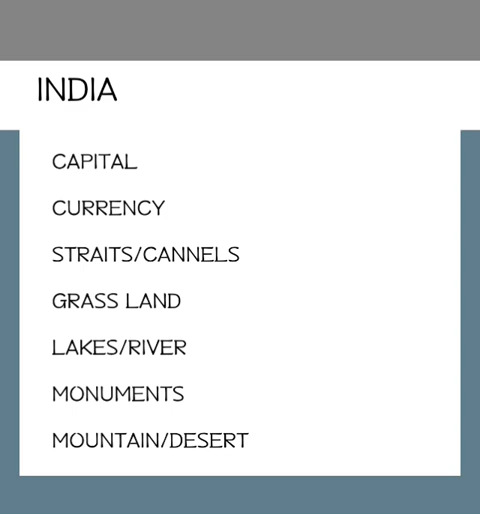 INDIA
CAPITAL
CURRENCY
STRAITS/CANNELS
GRASS LAND
LAKES/RIVER
MONUMENTS
MOUNTAIN/DESERT